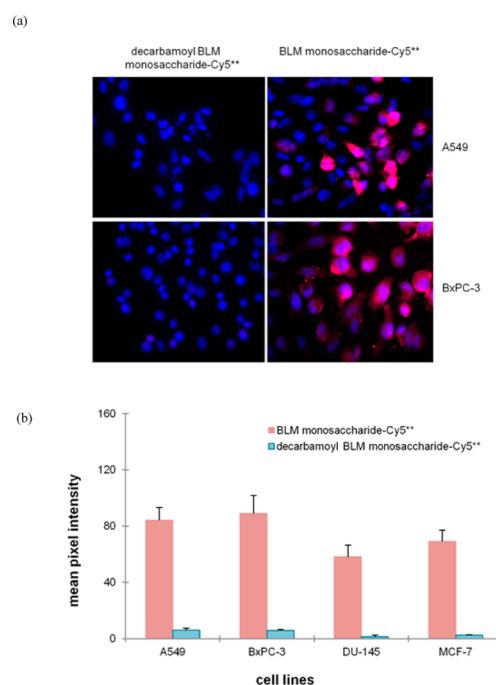 (a)
decarbamoyl BLM
monosaccharide-Cy5**
BLM monosaccharide-Cy5**
A549
BxPC-3
(b)
160
120
80
40
0
mean pixel intensity
BLM monosaccharide-Cy5**
decarbamoyl BLM monosaccharide-Cy5**
A549
BxPC-3
DU-145
MCF-7
cell lines